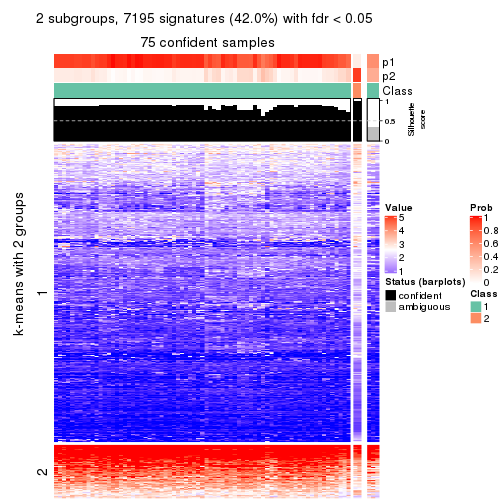 2 subgroups, 7195 signatures (42.0%) with fdr < 0.05
75 confident samples
p1
p2
Class
1
0.5
0
Silhouette
score
k-means with 2 groups
1
2
Value
5
4
3
2
1
Status (barplots)
confident
ambiguous
Prob
1
0.8
0.6
0.4
0.2
0
Class
1
2